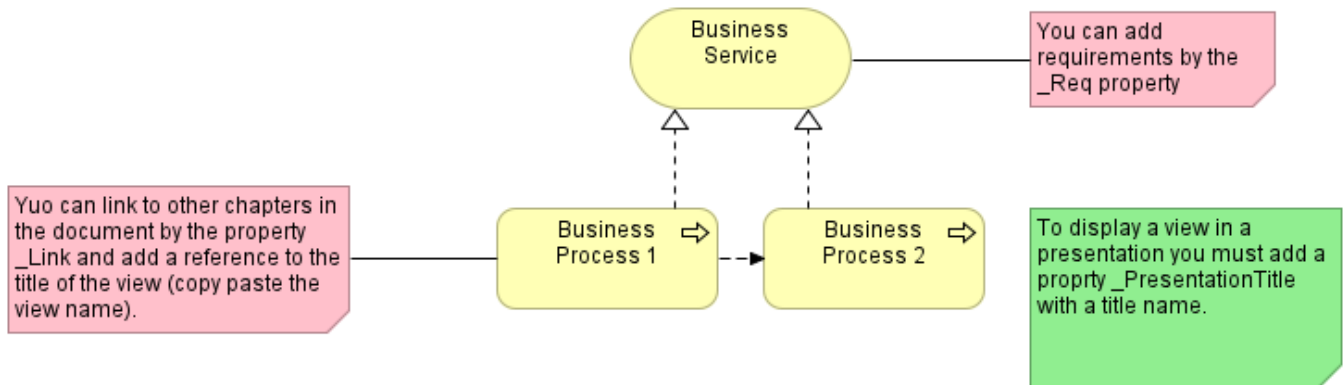 Business
Service
You can add
requirements by the
_Req property
Yuo can link to other chapters in
the document by the property
_Link and add a reference to the
title of the view (copy paste the
view name).
Business
Process 1
Business
Process 2
To display a view in a
presentation you must add a
proprty _PresentationTitle
with a title name.